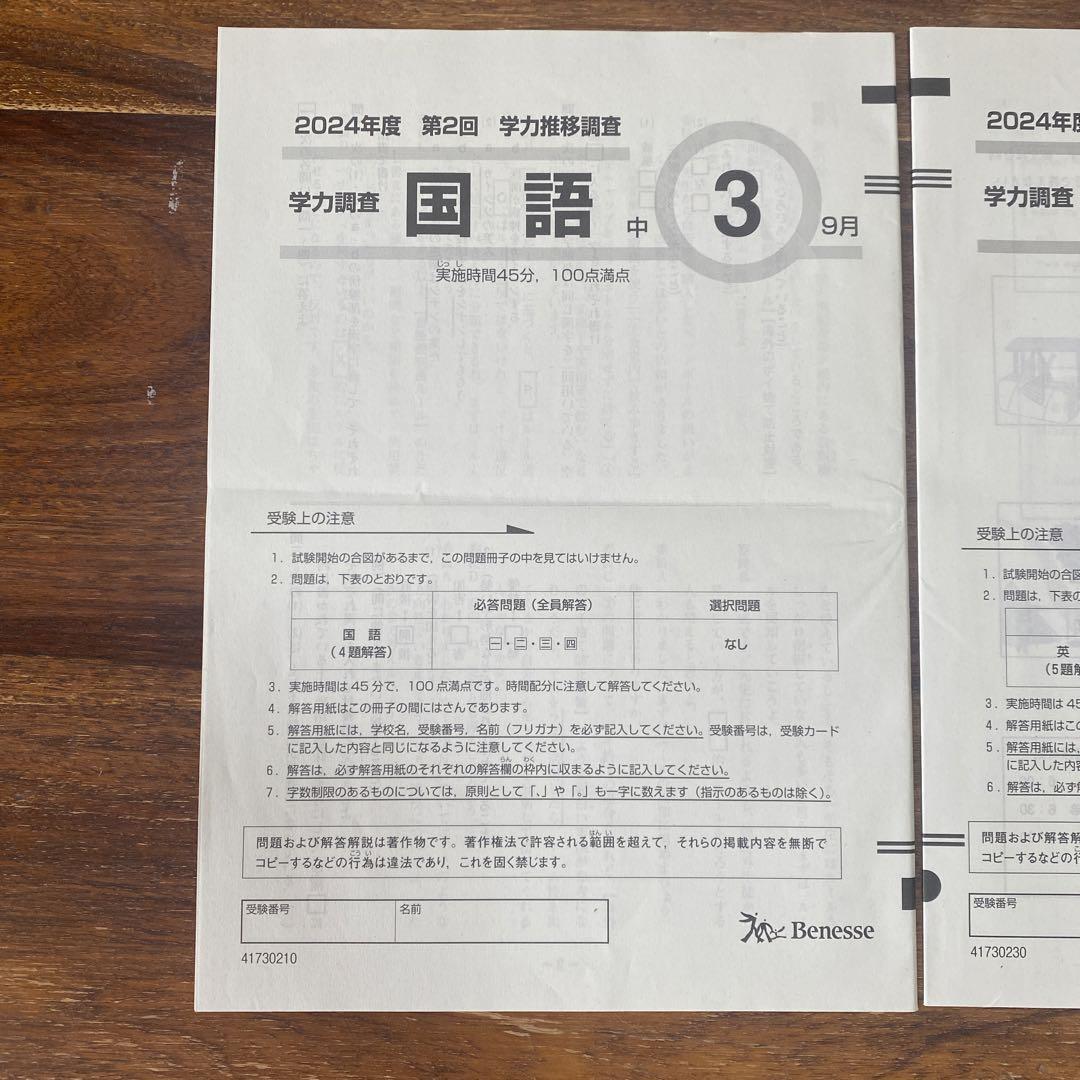 2024年度 第2回 学力推移調査
学力調査 国語 中 3 9月
じっ し
実施時間45分，100点満点
受験上の注意
1．試験開始の合図があるまで，この問題冊子の中を見てはいけません。
2．問題は，下表のとおりです。
必答問題（全員解答） 選択問題
国 語
（4題解答） 一・二・三・四 なし
3．実施時間は45分で，100点満点です。時間配分に注意して解答してください。
4．解答用紙はこの冊子の間にはさんであります。
5．解答用紙には，学校名，受験番号，名前（フリガナ）を必ず記入してください。受験番号は，受験カード
に記入した内容と同じになるように注意してください。
らん わく
6．解答は，必ず解答用紙のそれぞれの解答欄の枠内に収まるように記入してください。
7．字数制限のあるものについては，原則として「、」や「。」も一字に数えます（指示のあるものは除く）。
はん い
問題および解答解説は著作物です。著作権法で許容される範囲を超えて，それらの掲載内容を無断で
こう い
コピーするなどの行為は違法であり，これを固く禁じます。
受験番号 名前
Benesse
41730210
2024年度
学力調査
受験上の注意
1．試験開始の合図
2．問題は，下表の
英
（5題解
3．実施時間は45
4．解答用紙はこ
5．解答用紙には，
に記入した内容
6．解答は，必ず
問題および解答解
コピーするなどの
受験番号
41730230